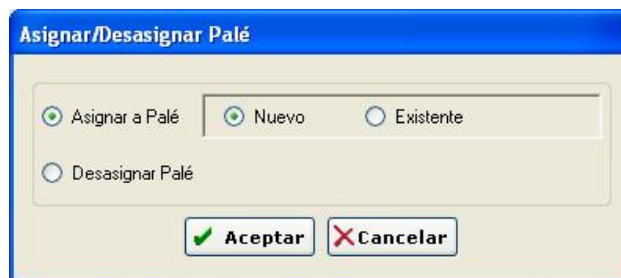 Asignar/Desasignar Palé
Asignar a Palé Nuevo Existente
Desasignar Palé
Aceptar Cancelar